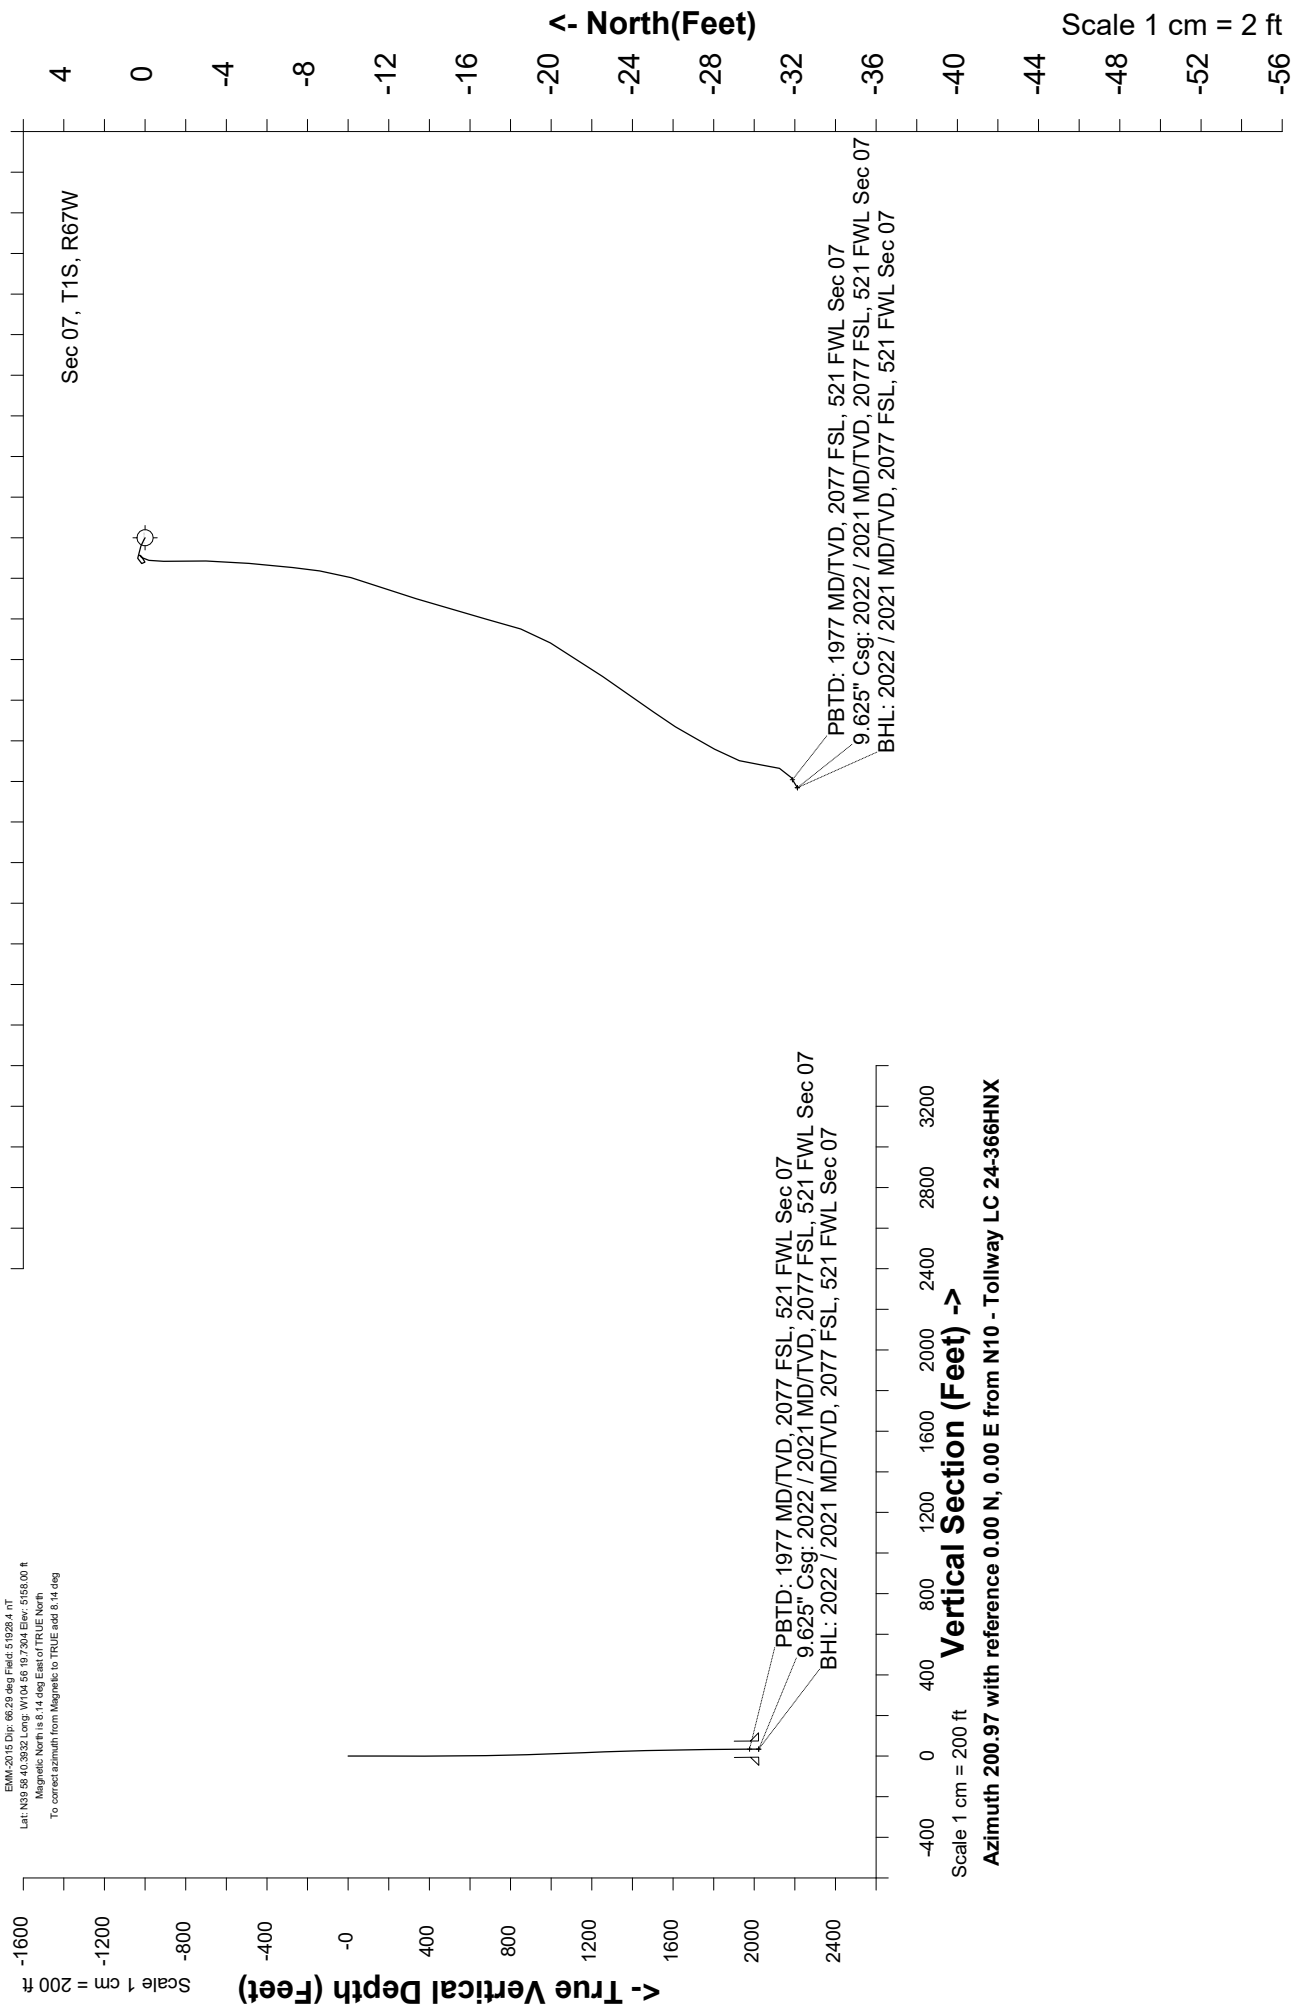 <- North(Feet)
Scale 1 cm = 2 ft
4
0
-4
-8
-12
-16
-20
-24
-28
-32
-36
-40
-44
-48
-52
-56
Sec 07, T1S, R67W
PBTD: 1977 MD/TVD, 2077 FSL, 521 FWL Sec 07
9.625" Csg: 2022 / 2021 MD/TVD, 2077 FSL, 521 FWL Sec 07
BHL: 2022 / 2021 MD/TVD, 2077 FSL, 521 FWL Sec 07
EMM-2015 Dip: 66.29 deg Field: 51928.4 nT
Lat: N39 58 40.3932 Long: W104 56 19.7304 Elev: 5158.00 ft
Magnetic North is 8.14 deg East of TRUE North
To correct azimuth from Magnetic to TRUE add 8.14 deg
PBTD: 1977 MD/TVD, 2077 FSL, 521 FWL Sec 07
9.625" Csg: 2022 / 2021 MD/TVD, 2077 FSL, 521 FWL Sec 07
BHL: 2022 / 2021 MD/TVD, 2077 FSL, 521 FWL Sec 07
Scale 1 cm = 200 ft
-1600
-1200
-800
-400
-0
400
800
1200
1600
2000
2400
<- True Vertical Depth (Feet)
-400
0
400
800
1200
1600
2000
2400
2800
3200
Scale 1 cm = 200 ft
Vertical Section (Feet) ->
Azimuth 200.97 with reference 0.00 N, 0.00 E from N10 - Tollway LC 24-366HNX